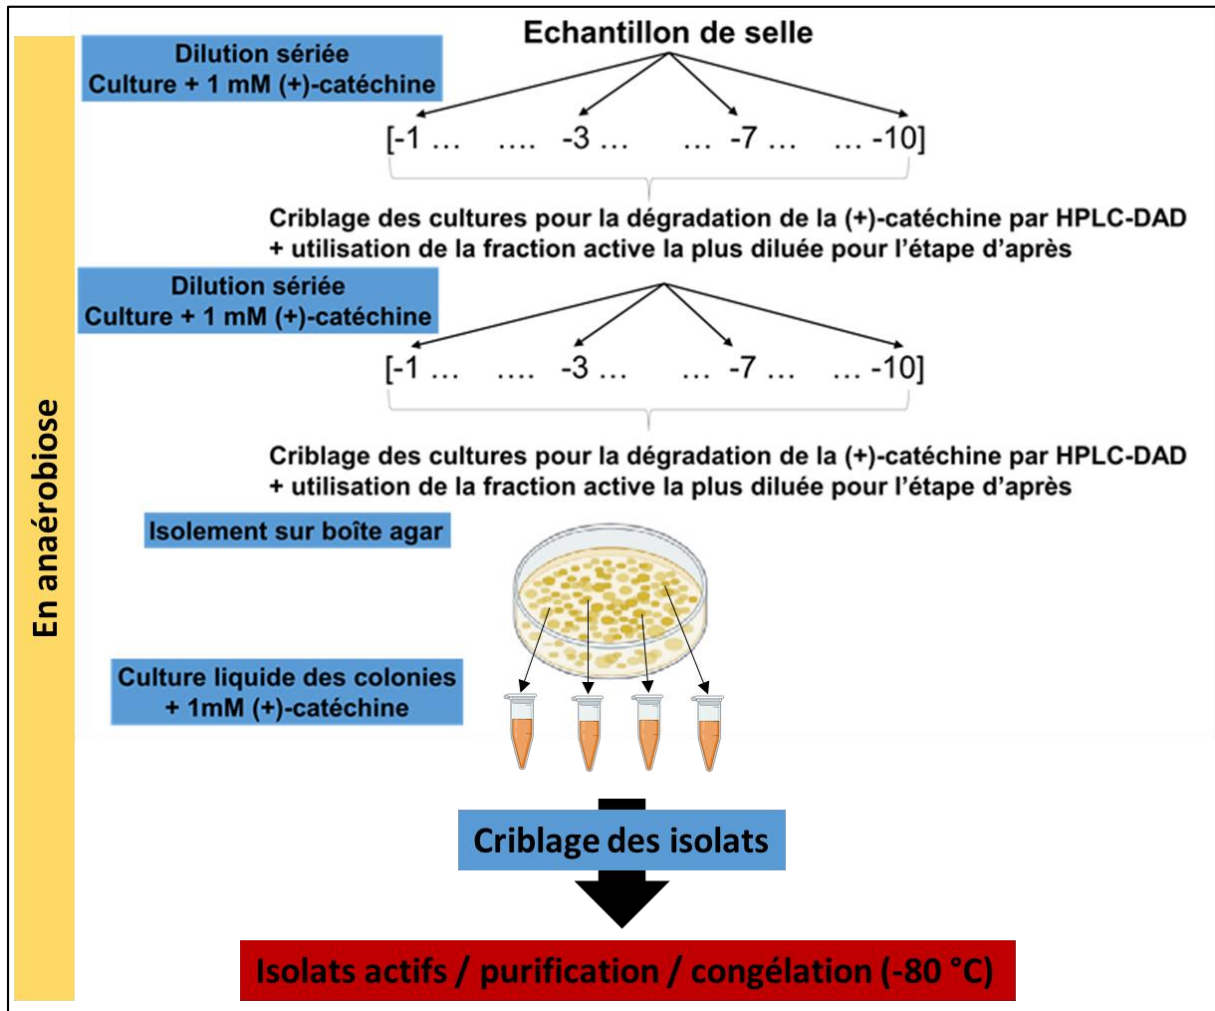 Echantillon de selle
Dilution sériée
Culture + 1 mM (+)-catéchine
[-1 ... .... -3 ... ... -7 ... ... -10]
Criblage des cultures pour la dégradation de la (+)-catéchine par HPLC-DAD
+ utilisation de la fraction active la plus diluée pour l'étape d'après
Dilution sériée
Culture + 1 mM (+)-catéchine
[-1 ... .... -3 ... ... -7 ... ... -10]
Criblage des cultures pour la dégradation de la (+)-catéchine par HPLC-DAD
+ utilisation de la fraction active la plus diluée pour l'étape d'après
Isolement sur boîte agar
En anaérobiose
Culture liquide des colonies
+ 1mM (+)-catéchine
Criblage des isolats
Isolats actifs / purification / congélation (-80 °C)